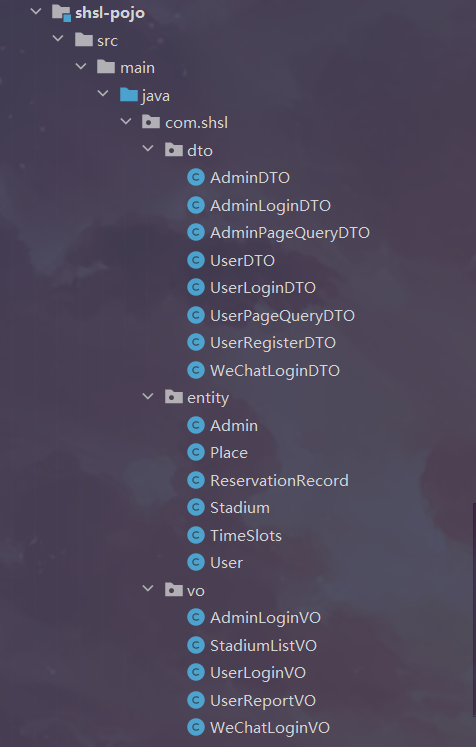 shsl-pojo
src
main
java
com.shsl
dto
AdminDTO
AdminLoginDTO
AdminPageQueryDTO
UserDTO
UserLoginDTO
UserPageQueryDTO
UserRegisterDTO
WeChatLoginDTO
entity
Admin
Place
ReservationRecord
Stadium
TimeSlots
User
vo
AdminLoginVO
StadiumListVO
UserLoginVO
UserReportVO
WeChatLoginVO